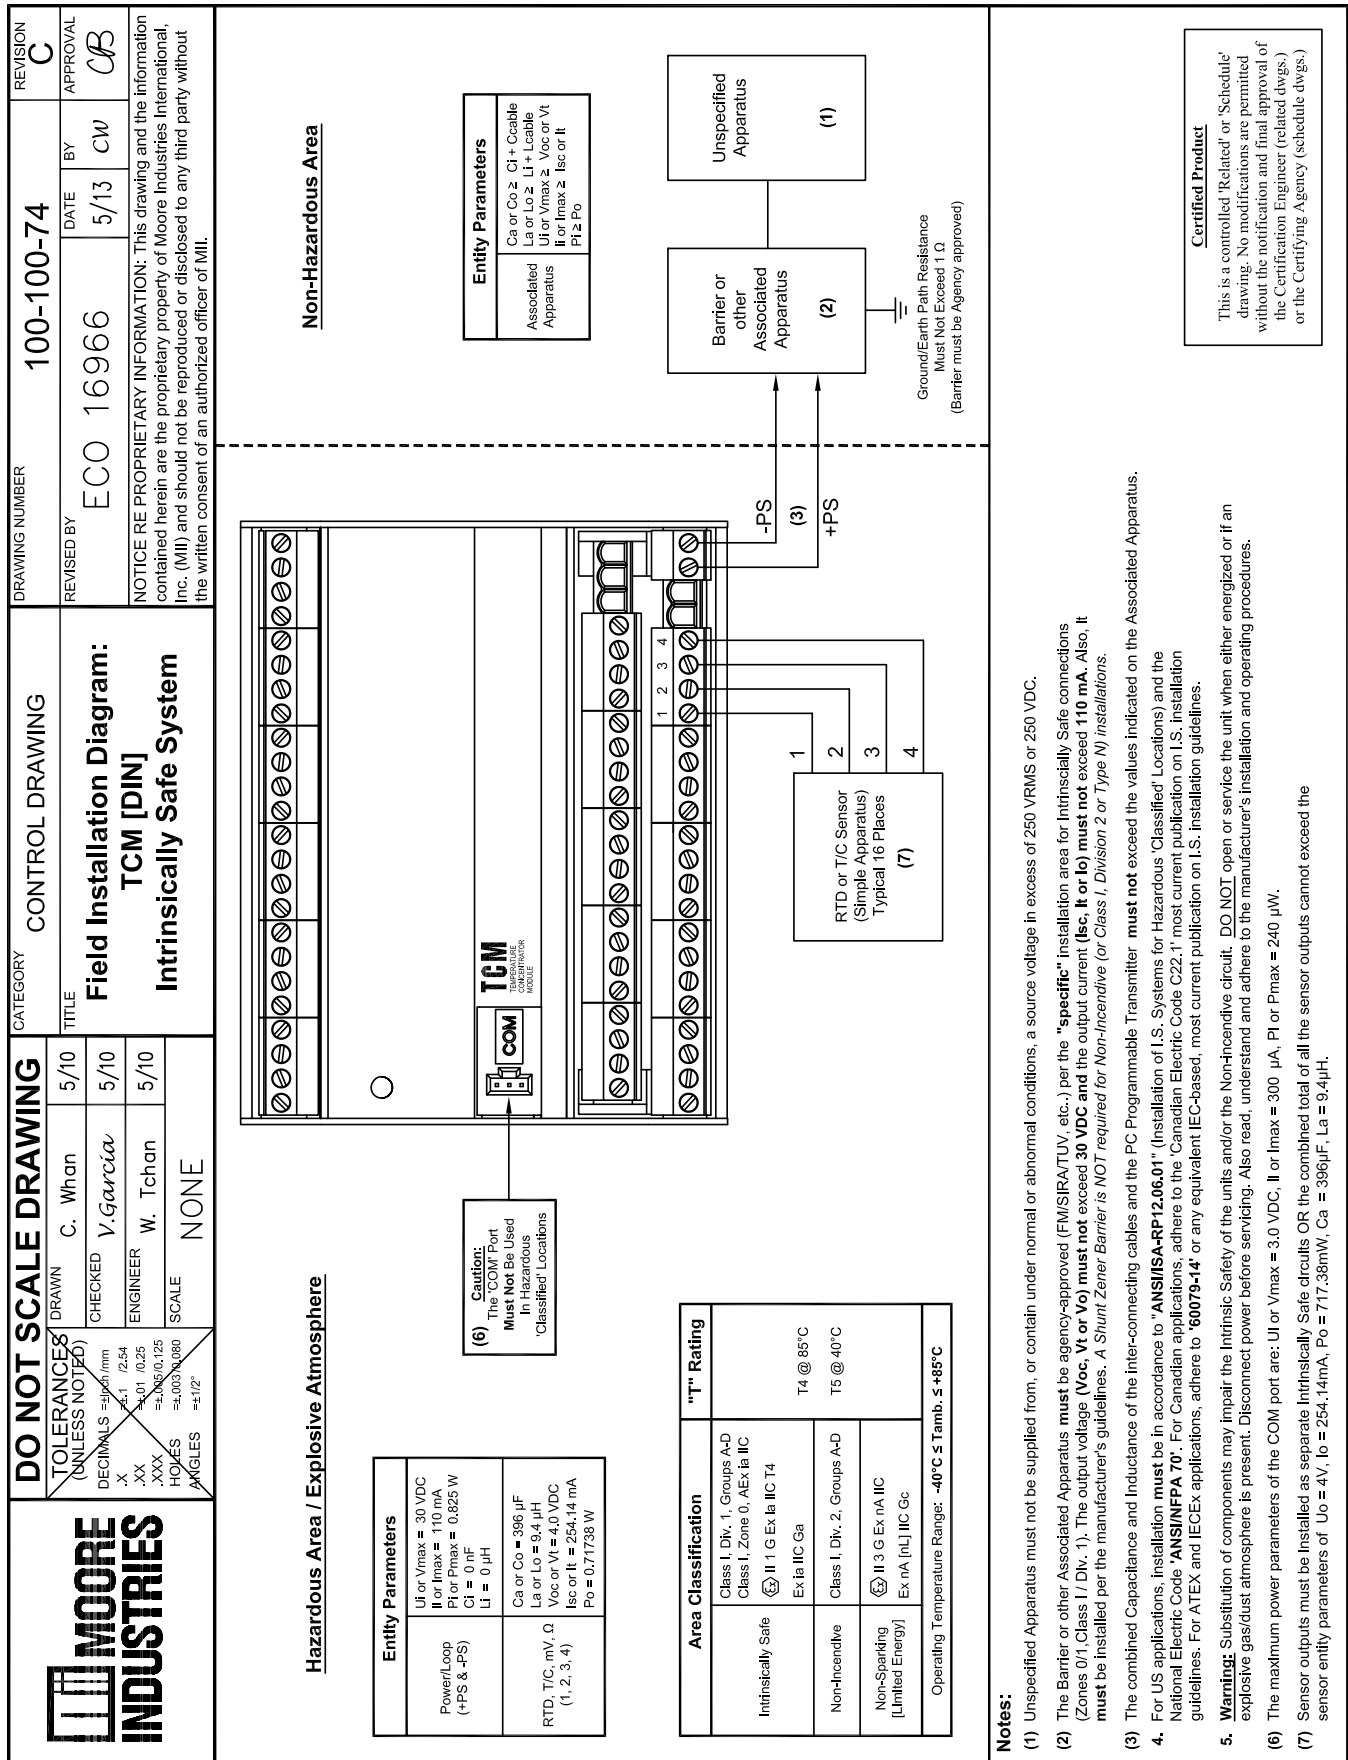 MOORE
INDUSTRIES
DO NOT SCALE DRAWING
TOLERANCES
(UNLESS NOTED)
DECIMALS =±Inch /mm
.X =±.1 /2.54
.XX =±.01 /0.25
.XXX =±.005/0.125
HOLES =±.003/0.080
ANGLES =±1/2°
DRAWN
C. Whan 5/10
CHECKED
V.García 5/10
ENGINEER
W. Tchan 5/10
SCALE
NONE
CATEGORY
CONTROL DRAWING
TITLE
Field Installation Diagram:
TCM [DIN]
Intrinsically Safe System
DRAWING NUMBER
100-100-74
REVISION
C
REVISED BY
ECO 16966
DATE
5/13
BY
CW
APPROVAL
NOTICE RE PROPRIETARY INFORMATION: This drawing and the information
contained herein are the proprietary property of Moore Industries International,
Inc. (MII) and should not be reproduced or disclosed to any third party without
the written consent of an authorized officer of MII.
Hazardous Area / Explosive Atmosphere
Non-Hazardous Area
Entity Parameters
Power/Loop
(+PS & -PS)
Ui or Vmax = 30 VDC
Ii or Imax = 110 mA
Pi or Pmax = 0.825 W
Ci = 0 nF
Li = 0 µH
RTD, T/C, mV, Ω
(1, 2, 3, 4)
Ca or Co = 396 µF
La or Lo = 9.4 µH
Voc or Vt = 4.0 VDC
Isc or It = 254.14 mA
Po = 0.71738 W
(6) Caution:
The 'COM' Port
Must Not Be Used
In Hazardous
'Classified' Locations
COM
TCM
TEMPERATURE
CONCENTRATOR
MODULE
1 2 3 4
-PS
(3)
+PS
Entity Parameters
Associated
Apparatus
Ca or Co ≥ Ci + Ccable
La or Lo ≥ Li + Lcable
Ui or Vmax ≥ Voc or Vt
Ii or Imax ≥ Isc or It
Pi ≥ Po
Barrier or
other
Associated
Apparatus
(2)
Unspecified
Apparatus
(1)
Ground/Earth Path Resistance
Must Not Exceed 1 Ω
(Barrier must be Agency approved)
1
2
3
4
RTD or T/C Sensor
(Simple Apparatus)
Typical 16 Places
(7)
Area Classification "T" Rating
Intrinsically Safe
Class I, Div. 1, Groups A-D
Class I, Zone 0, AEx ia IIC
Ex II 1 G Ex ia IIC T4
Ex ia IIC Ga
T4 @ 85°C
Non-Incendive
Class I, Div. 2, Groups A-D
T5 @ 40°C
Non-Sparking
[Limited Energy]
Ex II 3 G Ex nA IIC
Ex nA [nL] IIC Gc
Operating Temperature Range: -40°C ≤ Tamb. ≤ +85°C
Notes:
(1) Unspecified Apparatus must not be supplied from, or contain under normal or abnormal conditions, a source voltage in excess of 250 VRMS or 250 VDC.
(2) The Barrier or other Associated Apparatus must be agency-approved (FM/SIRA/TUV, etc..) per the "specific" installation area for Intrinscially Safe connections
(Zones 0/1,Class I / Div. 1). The output voltage (Voc, Vt or Vo) must not exceed 30 VDC and the output current (Isc, It or Io) must not exceed 110 mA. Also, It
must be installed per the manufacturer's guidelines. A Shunt Zener Barrier is NOT required for Non-Incendive (or Class I, Division 2 or Type N) installations.
(3) The combined Capacitance and Inductance of the inter-connecting cables and the PC Programmable Transmitter must not exceed the values indicated on the Associated Apparatus.
4. For US applications, installation must be in accordance to "ANSI/ISA-RP12.06.01" (Installation of I.S. Systems for Hazardous 'Classified' Locations) and the
National Electric Code 'ANSI/NFPA 70'. For Canadian applications, adhere to the 'Canadian Electric Code C22.1' most current publication on I.S. installation
guidelines. For ATEX and IECEx applications, adhere to '60079-14' or any equivalent IEC-based, most current publication on I.S. installation guidelines.
5. Warning: Substitution of components may impair the Intrinsic Safety of the units and/or the Non-incendive circuit. DO NOT open or service the unit when either energized or if an
explosive gas/dust atmosphere is present. Disconnect power before servicing. Also read, understand and adhere to the manufacturer's installation and operating procedures.
(6) The maximum power parameters of the COM port are: UI or Vmax = 3.0 VDC, II or Imax = 300 µA, PI or Pmax = 240 µW.
(7) Sensor outputs must be Installed as separate Intrinsically Safe circuits OR the combined total of all the sensor outputs cannot exceed the
sensor entity parameters of Uo = 4V, Io = 254.14mA, Po = 717.38mW, Ca = 396µF, La = 9.4µH.
Certified Product
This is a controlled 'Related' or 'Schedule'
drawing. No modifications are permitted
without the notification and final approval of
the Certification Engineer (related dwgs.)
or the Certifying Agency (schedule dwgs.)